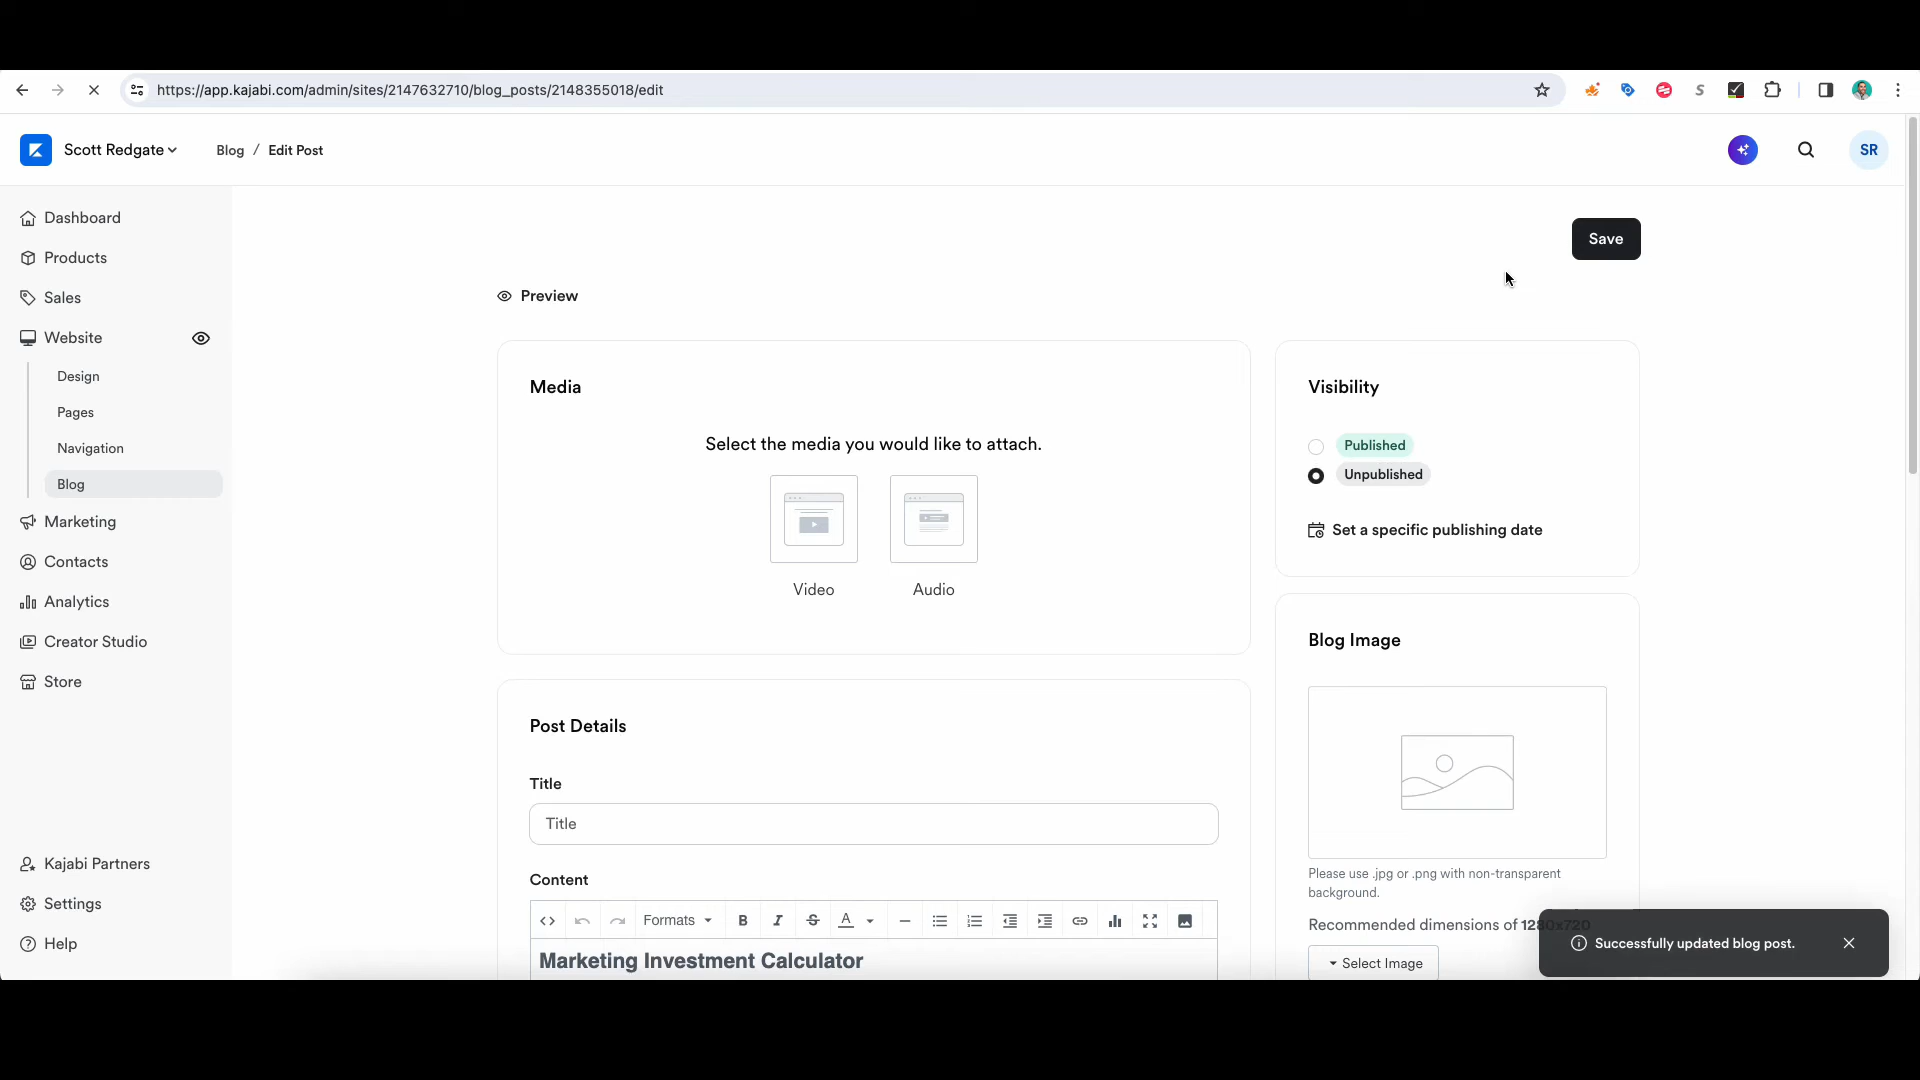 https://app.kajabi.com/admin/sites/2147632710/blog_posts/2148355018/edit
Scott Redgate
Blog / Edit Post
SR
Dashboard
Products
Sales
Website
Design
Pages
Navigation
Blog
Marketing
Contacts
Analytics
Creator Studio
Store
Kajabi Partners
Settings
Help
Save
Preview
Media
Select the media you would like to attach.
Video
Audio
Post Details
Title
Title
Content
Formats
B I S A
Marketing Investment Calculator
Visibility
Published
Unpublished
Set a specific publishing date
Blog Image
Please use .jpg or .png with non-transparent
background.
Recommended dimensions of 1280x720
Select Image
Successfully updated blog post.